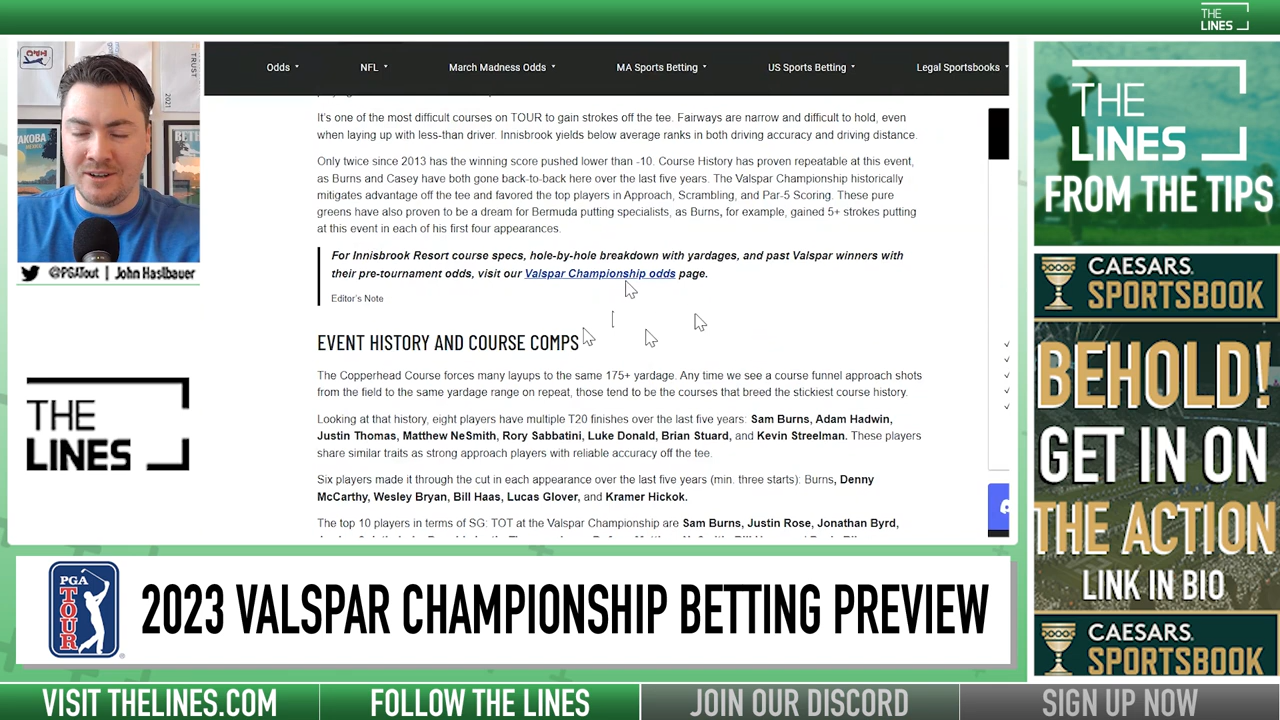 THE
LINES
TRUST
2021
AKOBA
MEXICO
BETH
@PGATout | John Haslbauer
THE
LINES
Odds
NFL
March Madness Odds
MA Sports Betting
US Sports Betting
Legal Sportsbooks
It's one of the most difficult courses on TOUR to gain strokes off the tee. Fairways are narrow and difficult to hold, even
when laying up with less-than driver. Innisbrook yields below average ranks in both driving accuracy and driving distance.
Only twice since 2013 has the winning score pushed lower than -10. Course History has proven repeatable at this event,
as Burns and Casey have both gone back-to-back here over the last five years. The Valspar Championship historically
mitigates advantage off the tee and favored the top players in Approach, Scrambling, and Par-5 Scoring. These pure
greens have also proven to be a dream for Bermuda putting specialists, as Burns, for example, gained 5+ strokes putting
at this event in each of his first four appearances.
For Innisbrook Resort course specs, hole-by-hole breakdown with yardages, and past Valspar winners with
their pre-tournament odds, visit our Valspar Championship odds page.
Editor's Note
EVENT HISTORY AND COURSE COMPS
The Copperhead Course forces many layups to the same 175+ yardage. Any time we see a course funnel approach shots
from the field to the same yardage range on repeat, those tend to be the courses that breed the stickiest course history.
Looking at that history, eight players have multiple T20 finishes over the last five years: Sam Burns, Adam Hadwin,
Justin Thomas, Matthew NeSmith, Rory Sabbatini, Luke Donald, Brian Stuard, and Kevin Streelman. These players
share similar traits as strong approach players with reliable accuracy off the tee.
Six players made it through the cut in each appearance over the last five years (min. three starts): Burns, Denny
McCarthy, Wesley Bryan, Bill Haas, Lucas Glover, and Kramer Hickok.
The top 10 players in terms of SG: TOT at the Valspar Championship are Sam Burns, Justin Rose, Jonathan Byrd,
THE
LINES
FROM THE TIPS
CAESARS
SPORTSBOOK
BEHOLD!
GET IN ON
THE ACTION
LINK IN BIO
CAESARS
SPORTSBOOK
PGA
TOUR
2023 VALSPAR CHAMPIONSHIP BETTING PREVIEW
VISIT THELINES.COM
FOLLOW THE LINES
JOIN OUR DISCORD
SIGN UP NOW